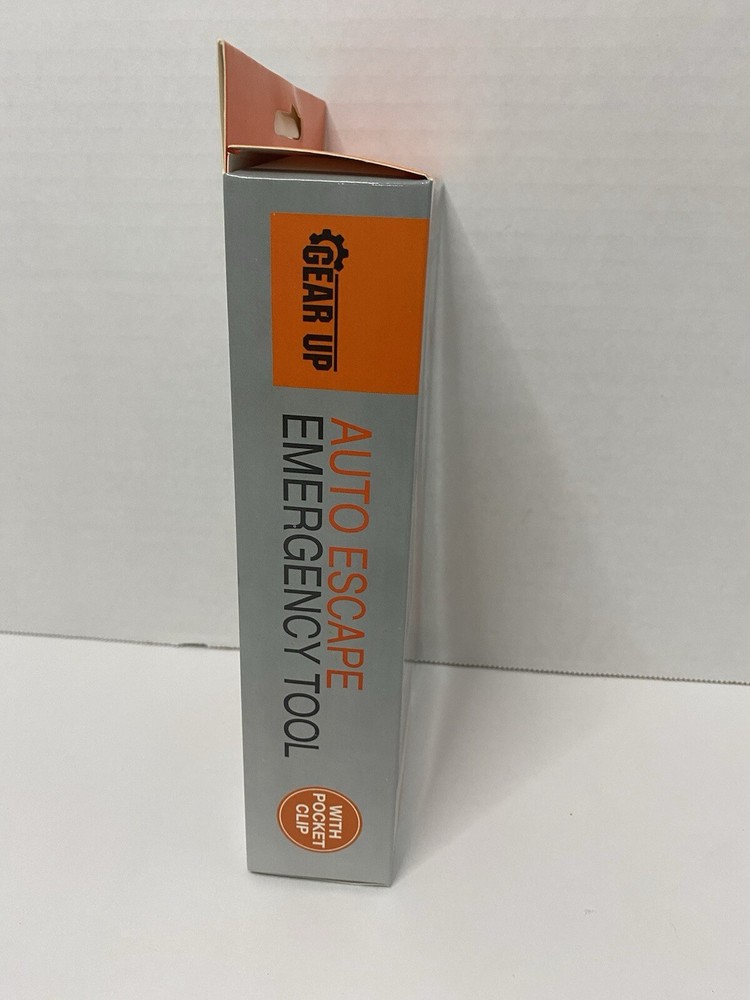 GEAR UP
AUTO ESCAPE
EMERGENCY TOOL
WITH
POCKET
CLIP